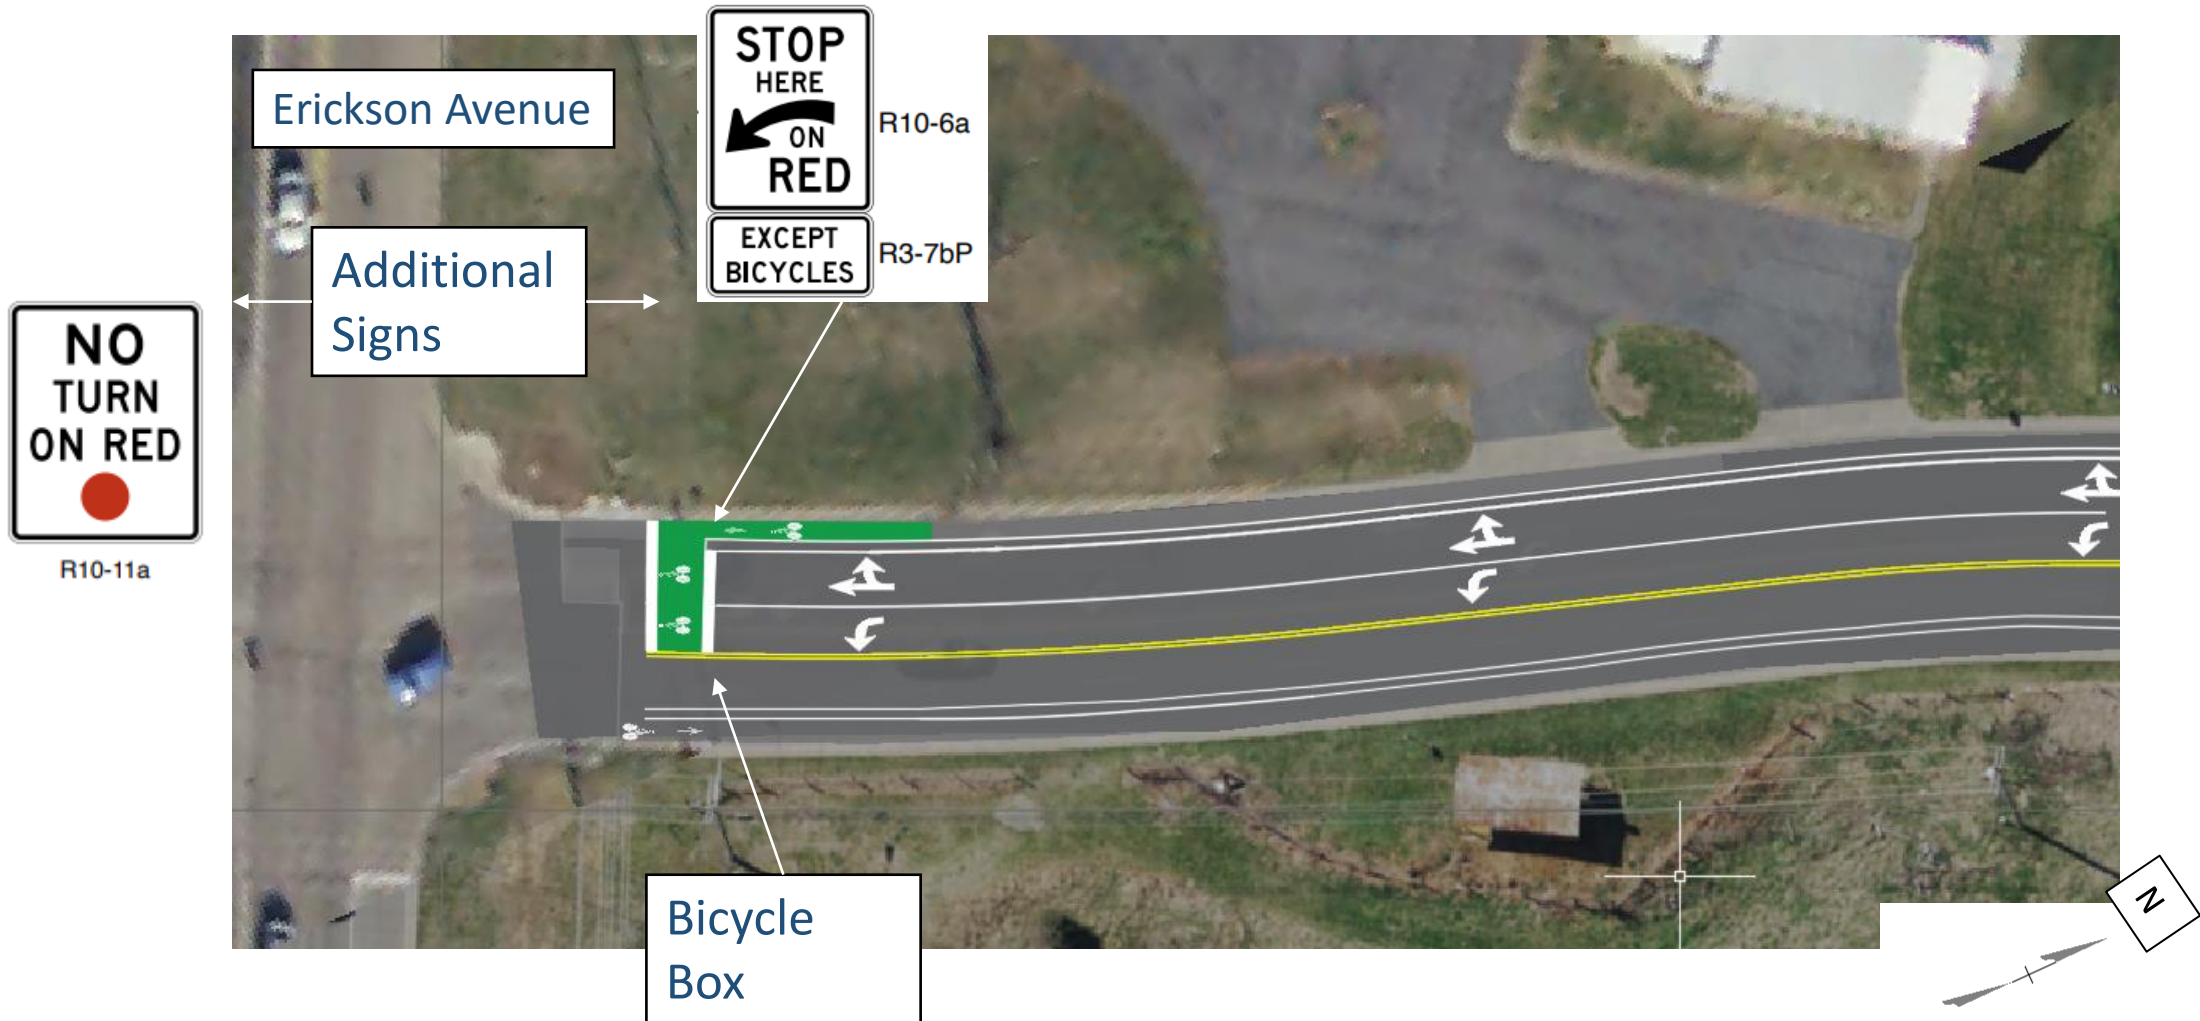 Erickson Avenue
STOP
HERE
ON
RED
R10-6a
EXCEPT
BICYCLES
R3-7bP
Additional
Signs
NO
TURN
ON RED
R10-11a
Bicycle
Box
N